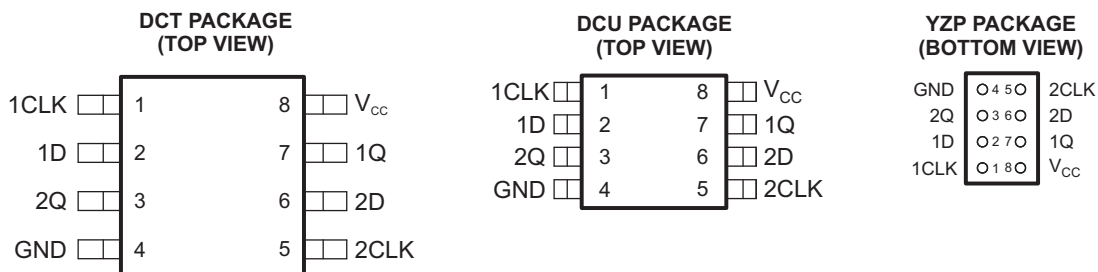 DCT PACKAGE
(TOP VIEW)
1CLK 1 8 VCC
1D 2 7 1Q
2Q 3 6 2D
GND 4 5 2CLK
DCU PACKAGE
(TOP VIEW)
1CLK 1 8 VCC
1D 2 7 1Q
2Q 3 6 2D
GND 4 5 2CLK
YZP PACKAGE
(BOTTOM VIEW)
GND 4 5 2CLK
2Q 3 6 2D
1D 2 7 1Q
1CLK 1 8 VCC